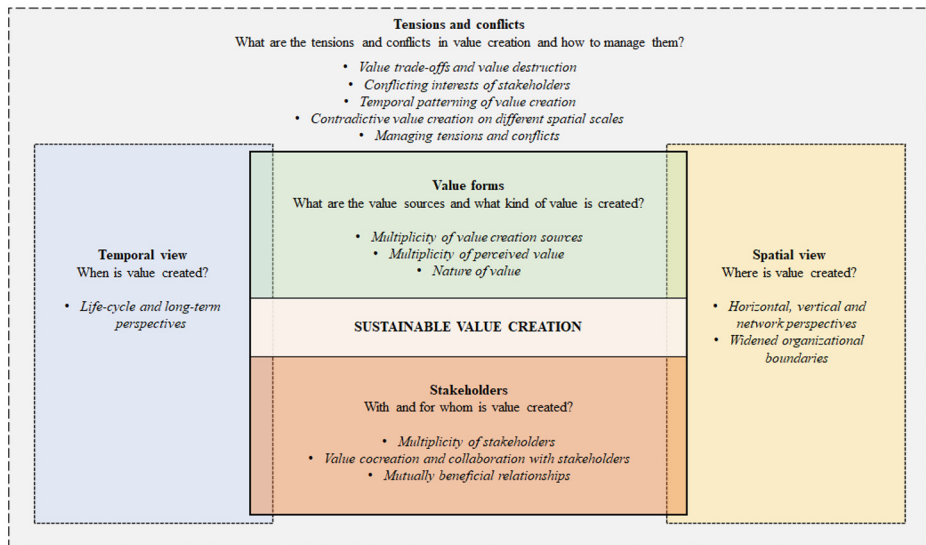 Tensions and conflicts
What are the tensions and conflicts in value creation and how to manage them?
• Value trade-offs and value destruction
• Conflicting interests of stakeholders
• Temporal patterning of value creation
• Contradictive value creation on different spatial scales
• Managing tensions and conflicts
Value forms
What are the value sources and what kind of value is created?
• Multiplicity of value creation sources
• Multiplicity of perceived value
• Nature of value
Temporal view
When is value created?
• Life-cycle and long-term
perspectives
SUSTAINABLE VALUE CREATION
Spatial view
Where is value created?
• Horizontal, vertical and
network perspectives
• Widened organizational
boundaries
Stakeholders
With and for whom is value created?
• Multiplicity of stakeholders
• Value cocreation and collaboration with stakeholders
• Mutually beneficial relationships